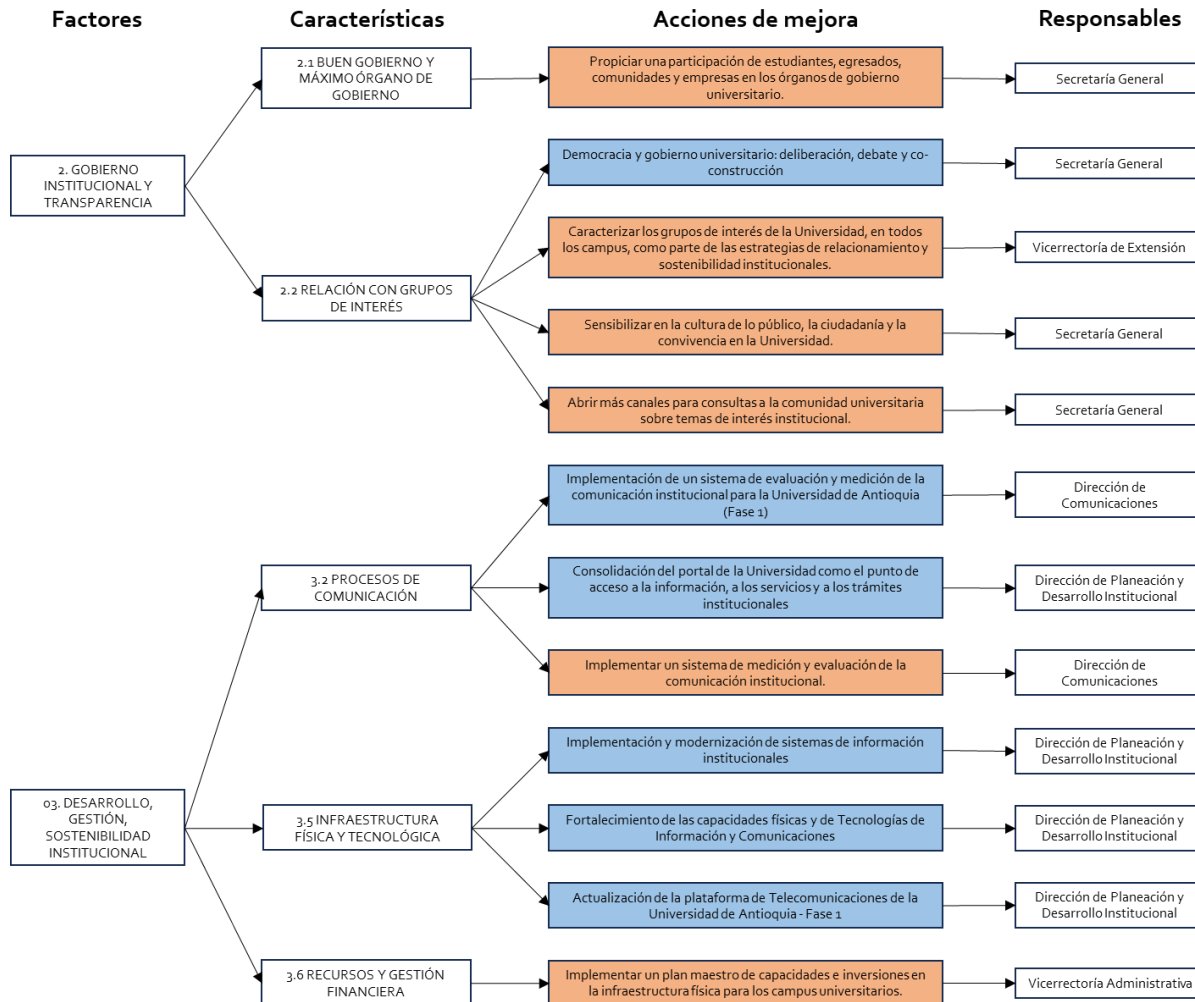 Factores
Características
Acciones de mejora
Responsables
2. GOBIERNO
INSTITUCIONAL Y
TRANSPARENCIA
2.1 BUEN GOBIERNO Y
MÁXIMO ÓRGANO DE
GOBIERNO
Propiciar una participación de estudiantes, egresados,
comunidades y empresas en los órganos de gobierno
universitario.
Secretaría General
2.2 RELACIÓN CON GRUPOS
DE INTERÉS
Democracia y gobierno universitario: deliberación, debate y co-
construcción
Secretaría General
Caracterizar los grupos de interés de la Universidad, en todos
los campus, como parte de las estrategias de relacionamiento y
sostenibilidad institucionales.
Vicerrectoría de Extensión
Sensibilizar en la cultura de lo público, la ciudadanía y la
convivencia en la Universidad.
Secretaría General
Abrir más canales para consultas a la comunidad universitaria
sobre temas de interés institucional.
Secretaría General
03. DESARROLLO,
GESTIÓN,
SOSTENIBILIDAD
INSTITUCIONAL
3.2 PROCESOS DE
COMUNICACIÓN
Implementación de un sistema de evaluación y medición de la
comunicación institucional para la Universidad de Antioquia
(Fase 1)
Dirección de
Comunicaciones
Consolidación del portal de la Universidad como el punto de
acceso a la información, a los servicios y a los trámites
institucionales
Dirección de Planeación y
Desarrollo Institucional
Implementar un sistema de medición y evaluación de la
comunicación institucional.
Dirección de
Comunicaciones
3.5 INFRAESTRUCTURA
FÍSICA Y TECNOLÓGICA
Implementación y modernización de sistemas de información
institucionales
Dirección de Planeación y
Desarrollo Institucional
Fortalecimiento de las capacidades físicas y de Tecnologías de
Información y Comunicaciones
Dirección de Planeación y
Desarrollo Institucional
Actualización de la plataforma de Telecomunicaciones de la
Universidad de Antioquia - Fase 1
Dirección de Planeación y
Desarrollo Institucional
3.6 RECURSOS Y GESTIÓN
FINANCIERA
Implementar un plan maestro de capacidades e inversiones en
la infraestructura física para los campus universitarios.
Vicerrectoría Administrativa